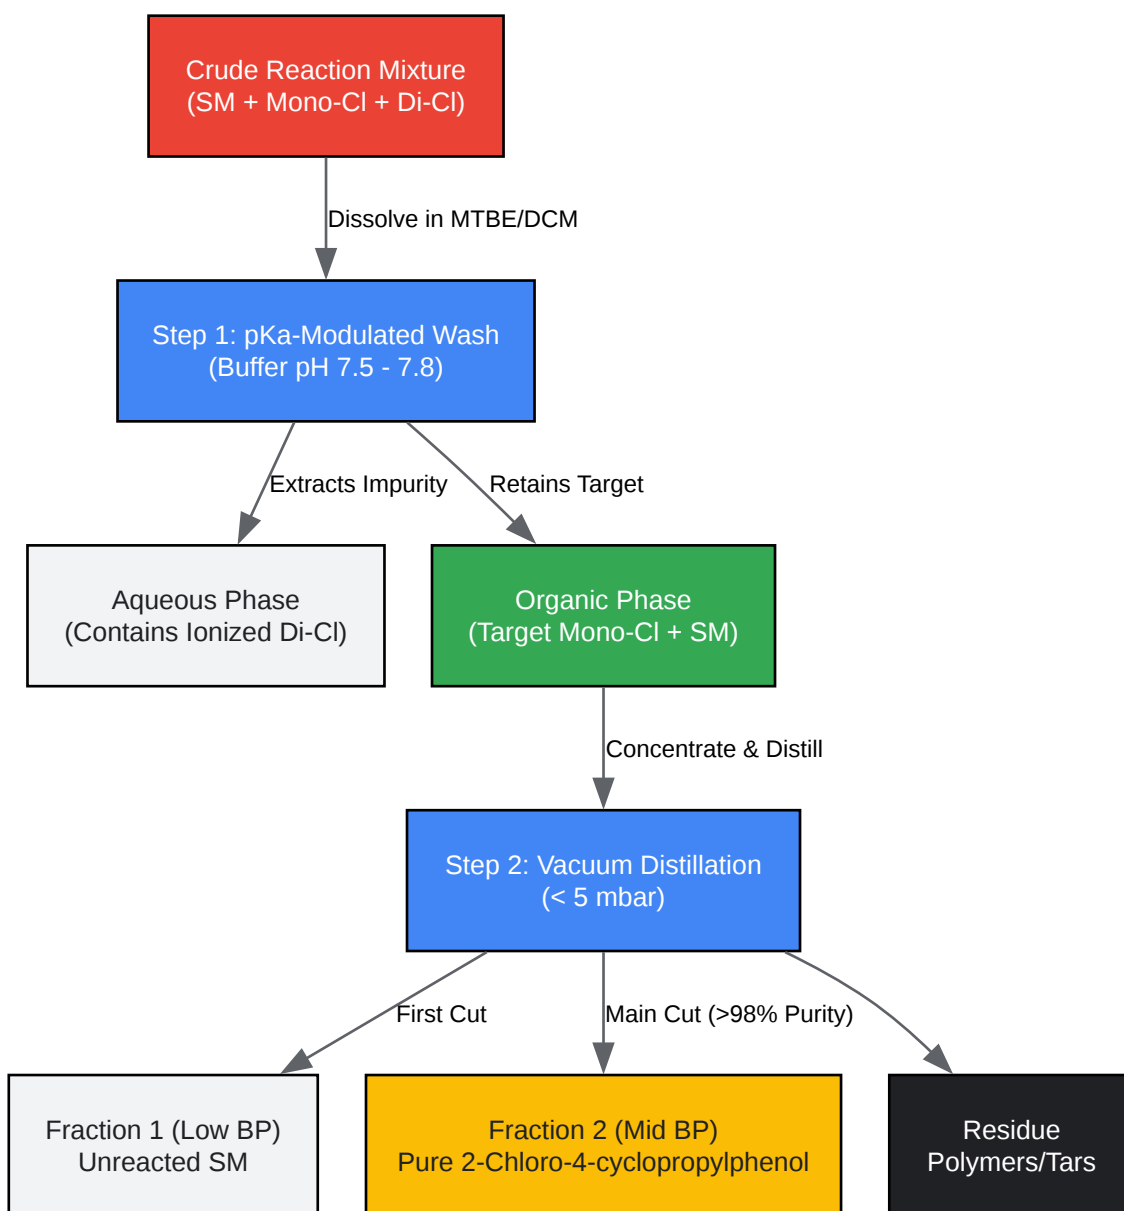 Crude Reaction Mixture
(SM + Mono-Cl + Di-Cl)
Dissolve in MTBE/DCM
Step 1: pKa-Modulated Wash
(Buffer pH 7.5 - 7.8)
Extracts Impurity
Retains Target
Aqueous Phase
(Contains Ionized Di-Cl)
Organic Phase
(Target Mono-Cl + SM)
Concentrate & Distill
Step 2: Vacuum Distillation
(< 5 mbar)
First Cut
Main Cut (>98% Purity)
Fraction 1 (Low BP)
Unreacted SM
Fraction 2 (Mid BP)
Pure 2-Chloro-4-cyclopropylphenol
Residue
Polymers/Tars